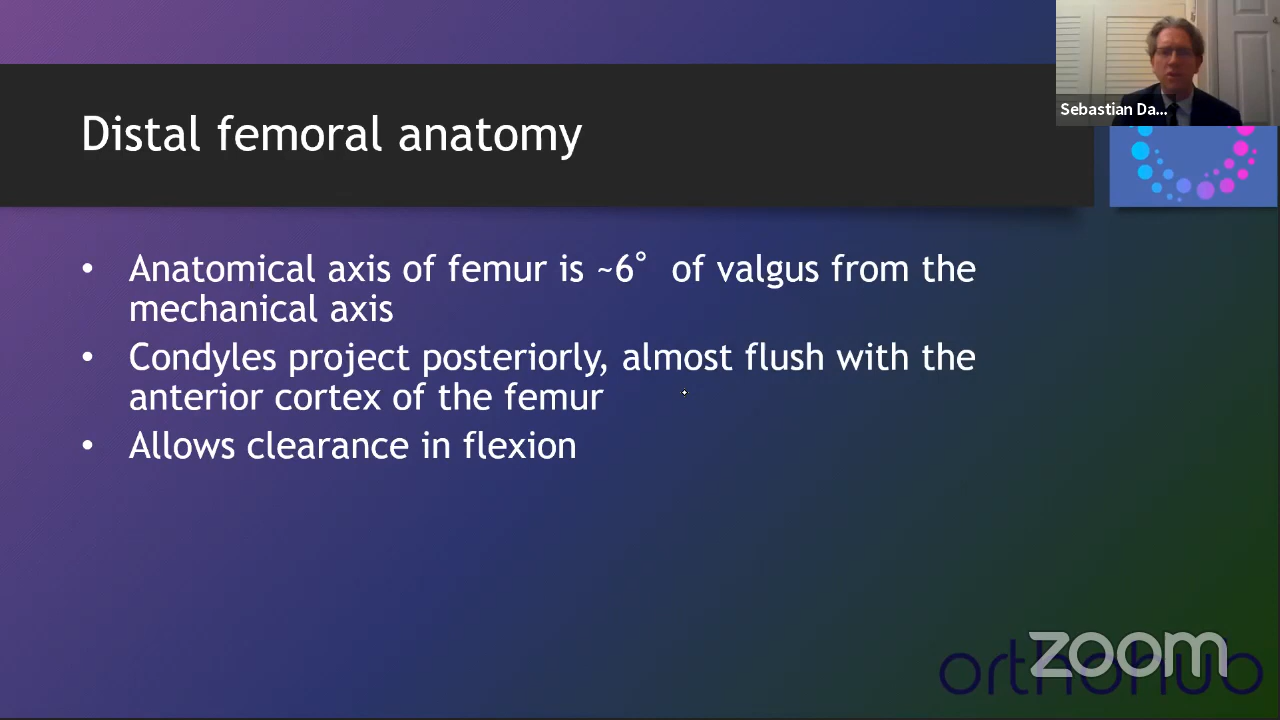 Sebastian Da...
Distal femoral anatomy
• Anatomical axis of femur is ~6° of valgus from the
mechanical axis
• Condyles project posteriorly, almost flush with the
anterior cortex of the femur
• Allows clearance in flexion
zoom
orthohub